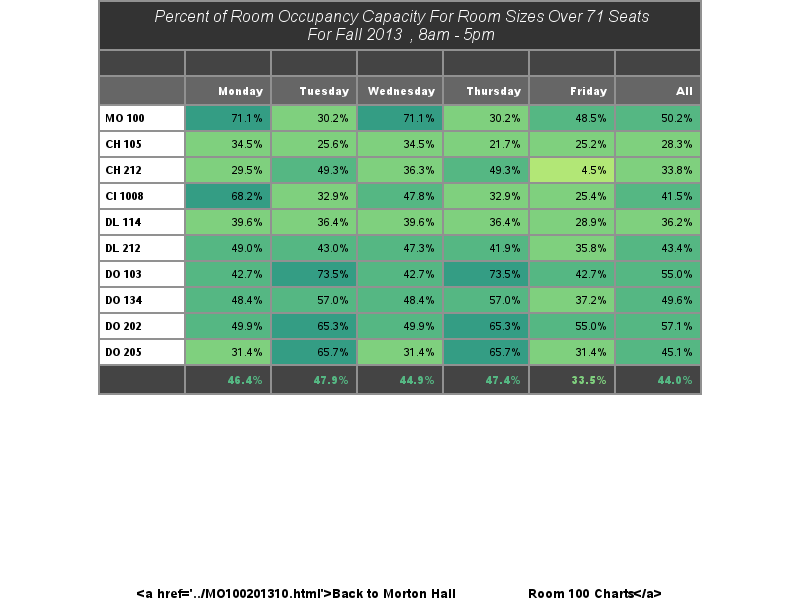 Percent of Room Occupancy Capacity For Room Sizes Over 71 Seats
For Fall 2013 , 8am - 5pm
Monday Tuesday Wednesday Thursday Friday All
MO 100 71.1% 30.2% 71.1% 30.2% 48.5% 50.2%
CH 105 34.5% 25.6% 34.5% 21.7% 25.2% 28.3%
CH 212 29.5% 49.3% 36.3% 49.3% 4.5% 33.8%
CI 1008 68.2% 32.9% 47.8% 32.9% 25.4% 41.5%
DL 114 39.6% 36.4% 39.6% 36.4% 28.9% 36.2%
DL 212 49.0% 43.0% 47.3% 41.9% 35.8% 43.4%
DO 103 42.7% 73.5% 42.7% 73.5% 42.7% 55.0%
DO 134 48.4% 57.0% 48.4% 57.0% 37.2% 49.6%
DO 202 49.9% 65.3% 49.9% 65.3% 55.0% 57.1%
DO 205 31.4% 65.7% 31.4% 65.7% 31.4% 45.1%
46.4% 47.9% 44.9% 47.4% 33.5% 44.0%
<a href='../MO100201310.html'>Back to Morton Hall Room 100 Charts</a>